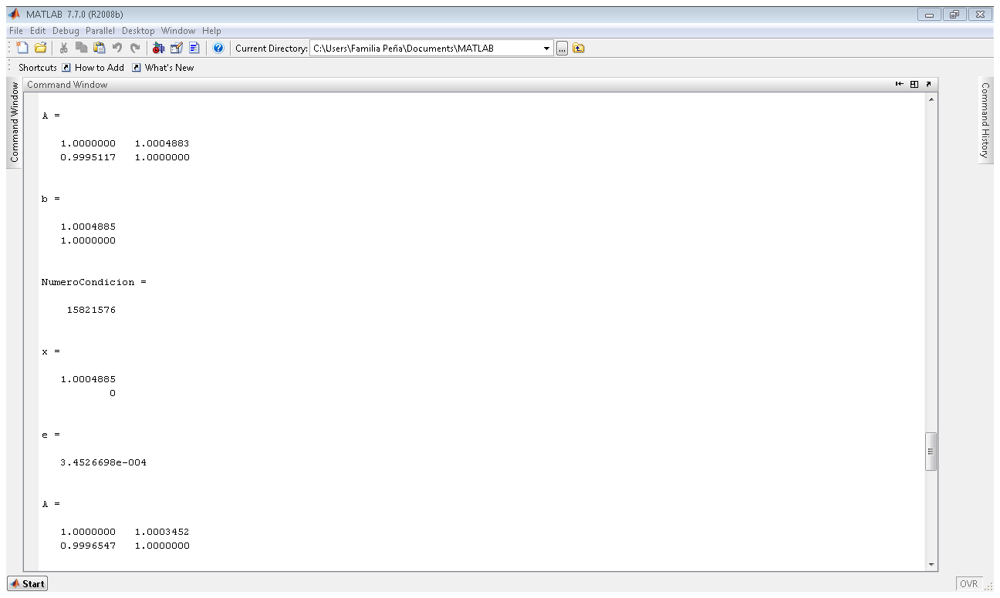 MATLAB 7.7.0 (R2008b)
File Edit Debug Parallel Desktop Window Help
Current Directory: C:\Users\Familia Peña\Documents\MATLAB
...
Shortcuts How to Add What's New
Command Window
Command Window
Command History
A =
1.0000000 1.0004883
0.9995117 1.0000000
b =
1.0004885
1.0000000
NumeroCondicion =
15821576
x =
1.0004885
0
e =
3.4526698e-004
A =
1.0000000 1.0003452
0.9996547 1.0000000
Start
OVR